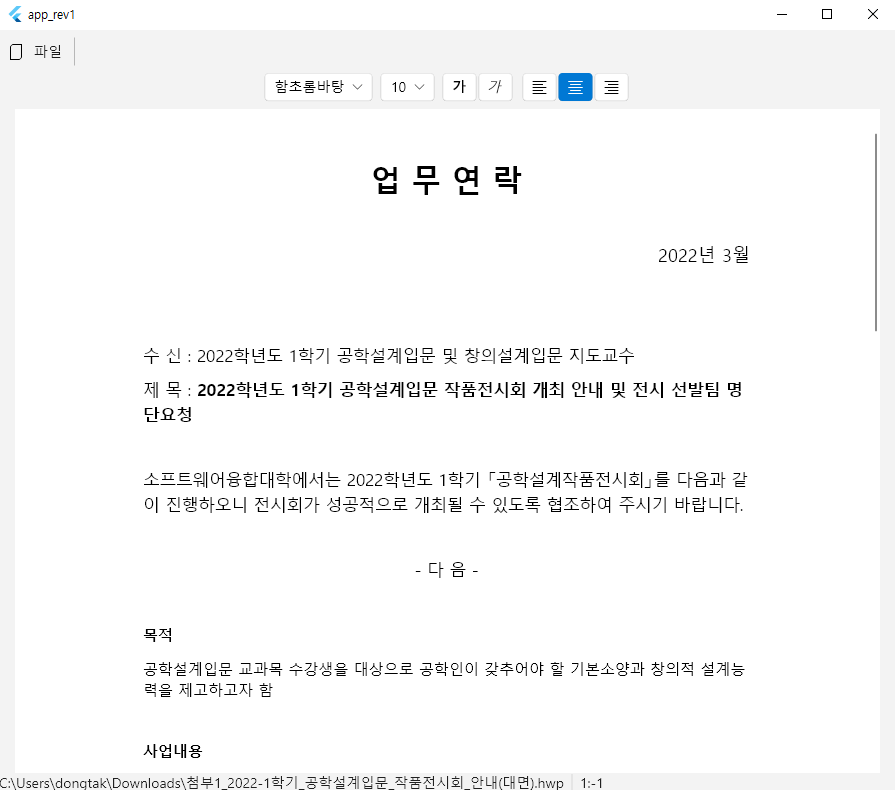 app_rev1
파일
함초롬바탕 10 가 가
업 무 연 락
2022년 3월
수 신 : 2022학년도 1학기 공학설계입문 및 창의설계입문 지도교수
제 목 : 2022학년도 1학기 공학설계입문 작품전시회 개최 안내 및 전시 선발팀 명
단요청
소프트웨어융합대학에서는 2022학년도 1학기 「공학설계작품전시회」를 다음과 같
이 진행하오니 전시회가 성공적으로 개최될 수 있도록 협조하여 주시기 바랍니다.
- 다 음 -
목적
공학설계입문 교과목 수강생을 대상으로 공학인이 갖추어야 할 기본소양과 창의적 설계능
력을 제고하고자 함
사업내용
C:\Users\dongtak\Downloads\첨부1_2022-1학기_공학설계입문_작품전시회_안내(대면).hwp 1:-1